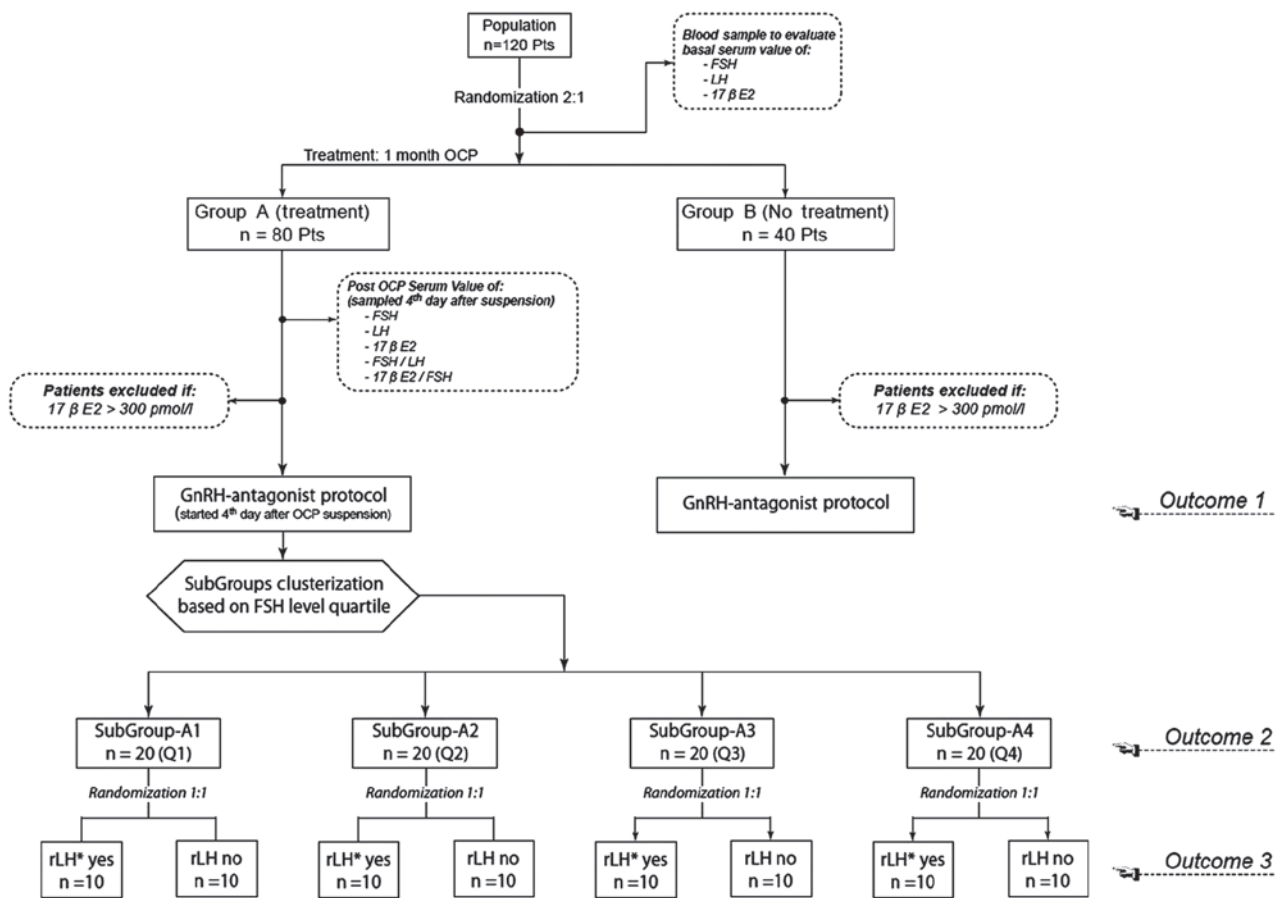 Population
n=120 Pts
Blood sample to evaluate
basal serum value of:
- FSH
- LH
- 17 β E2
Randomization 2:1
Treatment: 1 month OCP
Group A (treatment)
n = 80 Pts
Group B (No treatment)
n = 40 Pts
Post OCP Serum Value of:
(sampled 4th day after suspension)
- FSH
- LH
- 17 β E2
- FSH / LH
- 17 β E2 / FSH
Patients excluded if:
17 β E2 > 300 pmol/l
Patients excluded if:
17 β E2 > 300 pmol/l
GnRH-antagonist protocol
(started 4th day after OCP suspension)
GnRH-antagonist protocol
Outcome 1
SubGroups clusterization
based on FSH level quartile
SubGroup-A1
n = 20 (Q1)
SubGroup-A2
n = 20 (Q2)
SubGroup-A3
n = 20 (Q3)
SubGroup-A4
n = 20 (Q4)
Outcome 2
Randomization 1:1
Randomization 1:1
Randomization 1:1
Randomization 1:1
rLH* yes
n =10
rLH no
n =10
rLH* yes
n =10
rLH no
n =10
rLH* yes
n =10
rLH no
n =10
rLH* yes
n =10
rLH no
n =10
Outcome 3